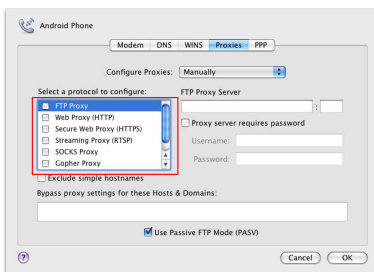 Android Phone
Modem DNS WINS Proxies PPP
Configure Proxies: Manually
Select a protocol to configure: FTP Proxy Server
FTP Proxy
:
Web Proxy (HTTP)
Proxy server requires password
Secure Web Proxy (HTTPS)
Username:
Streaming Proxy (RTSP)
SOCKS Proxy
Password:
Gopher Proxy
Exclude simple hostnames
Bypass proxy settings for these Hosts & Domains:
Use Passive FTP Mode (PASV)
? Cancel OK